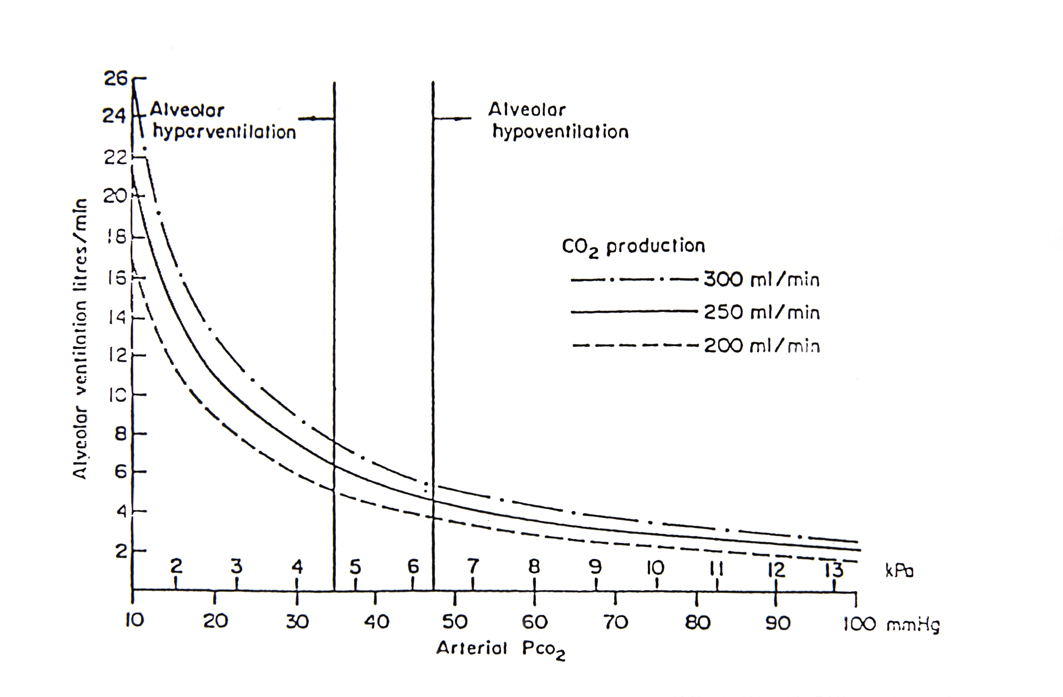 26
24
22
20
18
16
14
12
10
8
6
4
2
Alveolar ventilation litres/min
Alveolar
hyperventilation
Alveolar
hypoventilation
CO2 production
300 ml/min
250 ml/min
200 ml/min
2 3 4 5 6 7 8 9 10 11 12 13 kPa
10 20 30 40 50 60 70 80 90 100 mmHg
Arterial Pco2